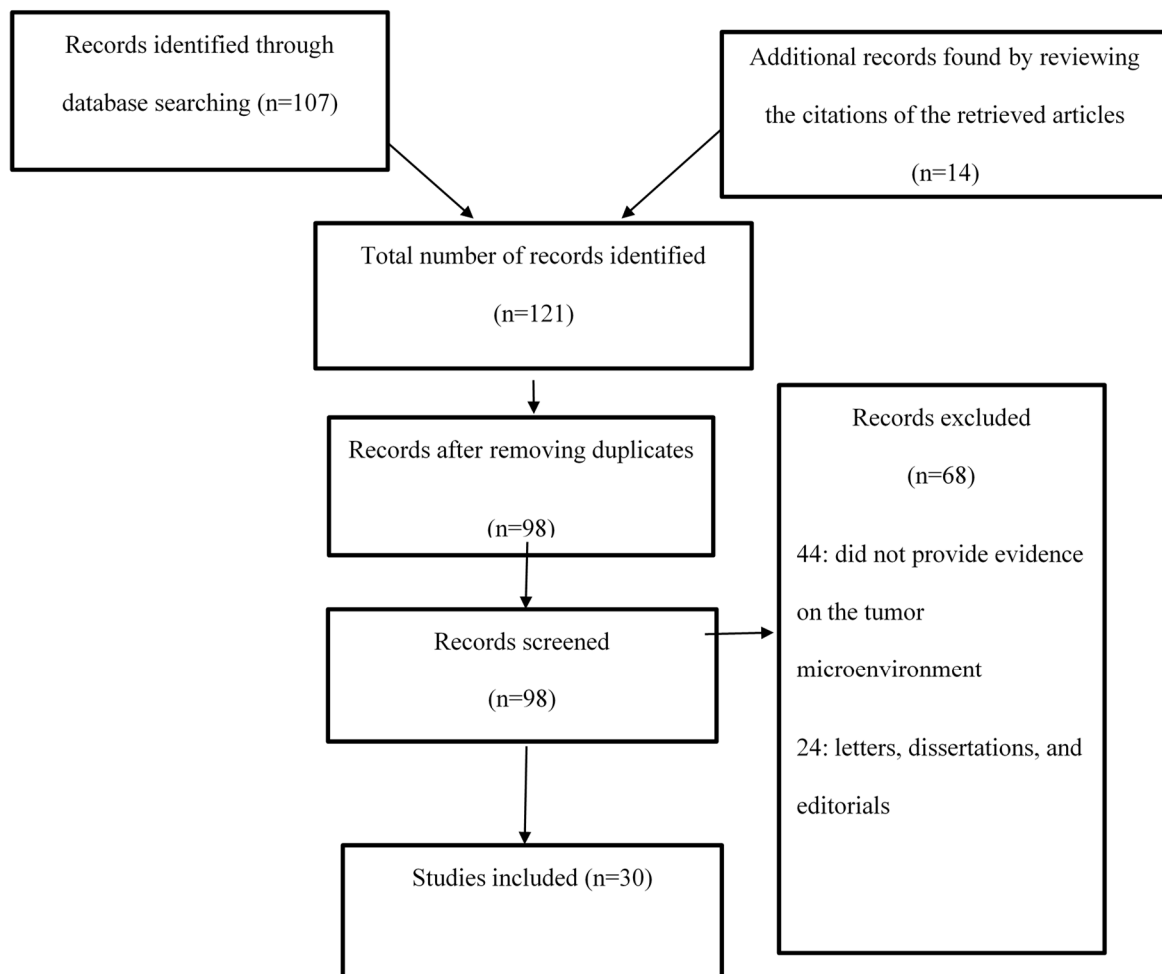 Records identified through
database searching (n=107)
Additional records found by reviewing
the citations of the retrieved articles
(n=14)
Total number of records identified
(n=121)
Records after removing duplicates
(n=98)
Records screened
(n=98)
Records excluded
(n=68)
44: did not provide evidence
on the tumor
microenvironment
24: letters, dissertations, and
editorials
Studies included (n=30)